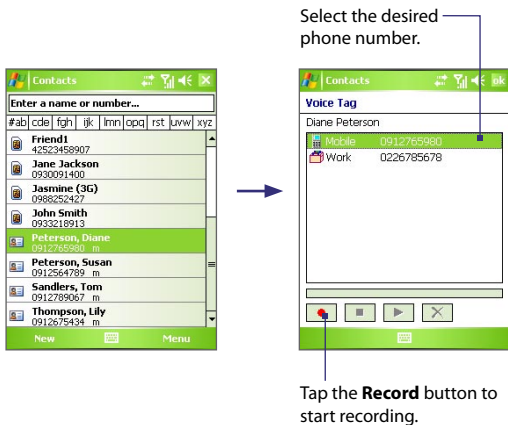 Select the desired
phone number.
Contacts
Enter a name or number...
#ab cde fgh ijk lmn opq rst uvw xyz
Friend1
42523458907
Jane Jackson
0930091400
Jasmine (3G)
0988252427
John Smith
0933218913
Peterson, Diane
0912765980 m
Peterson, Susan
0912564789 m
Sandlers, Tom
0912789067 m
Thompson, Lily
0912675434 m
New Menu
Contacts ok
Voice Tag
Diane Peterson
Mobile 0912765980
Work 0226785678
Tap the Record button to
start recording.